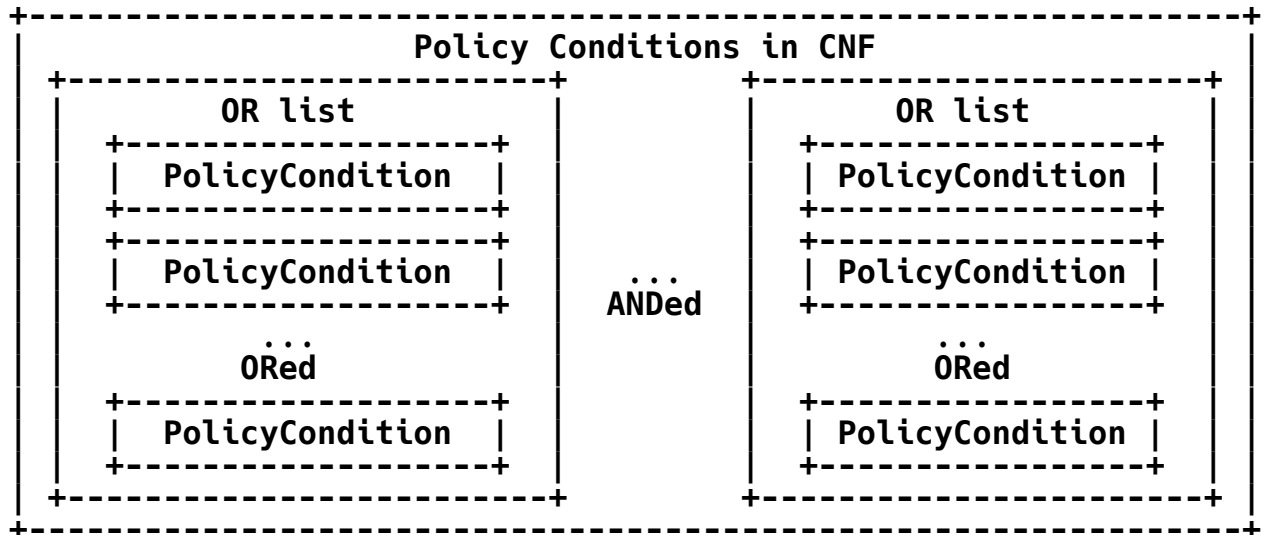 Policy Conditions in CNF
OR list OR list
PolicyCondition PolicyCondition
PolicyCondition PolicyCondition
...
ANDed
... ...
ORed ORed
PolicyCondition PolicyCondition